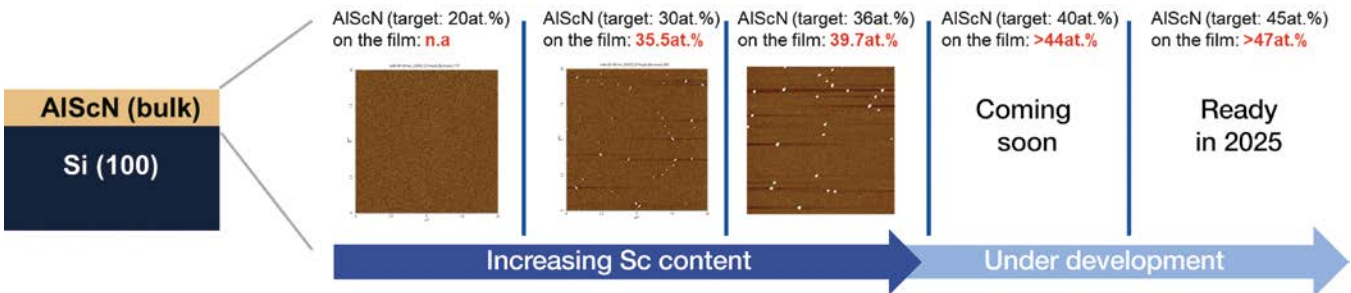 AlScN (target: 20at.%)
on the film: n.a
AlScN (target: 30at.%)
on the film: 35.5at.%
AlScN (target: 36at.%)
on the film: 39.7at.%
AlScN (target: 40at.%)
on the film: >44at.%
AlScN (target: 45at.%)
on the film: >47at.%
AlScN (bulk)
Si (100)
Coming
soon
Ready
in 2025
Increasing Sc content
Under development